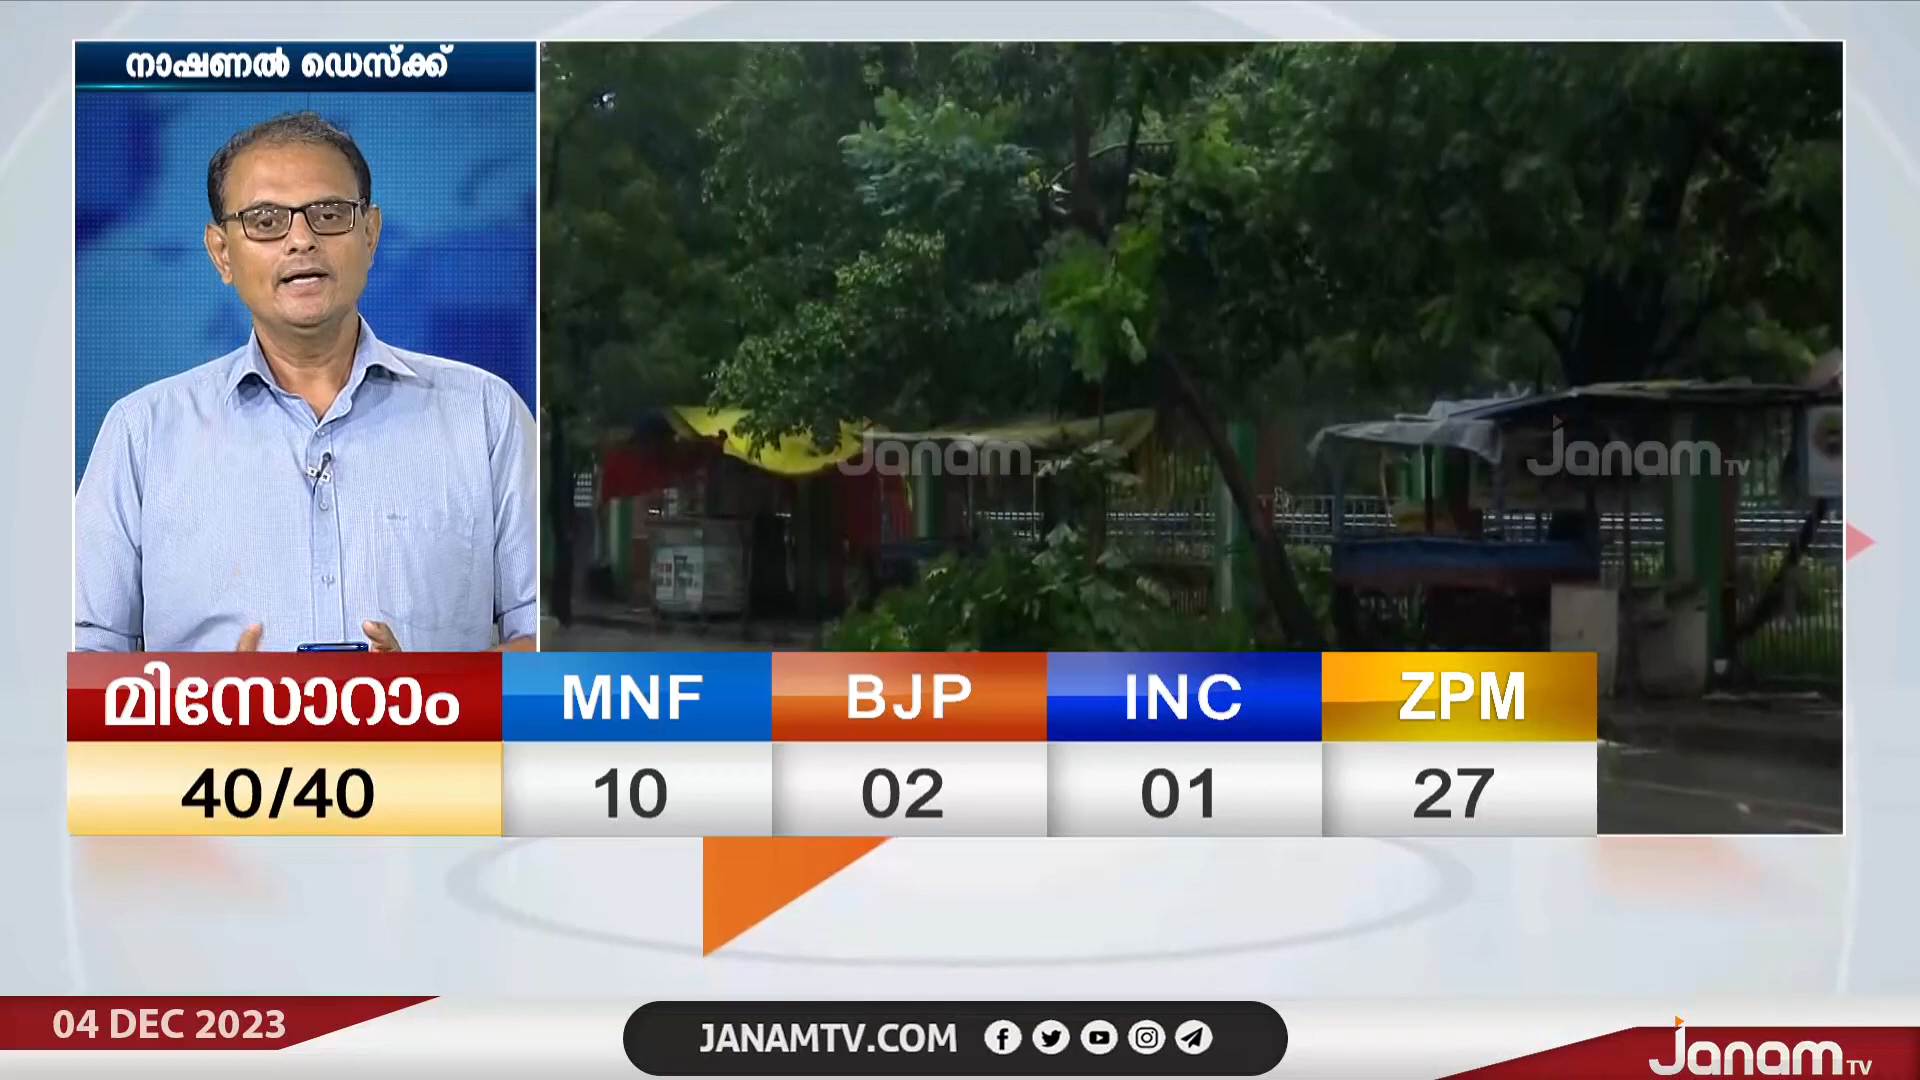 നാഷണൽ ഡെസ്ക്ക്
Janam TV
Janam TV
മിസോറാം MNF BJP INC ZPM
40/40 10 02 01 27
04 DEC 2023
JANAMTV.COM
Janam TV